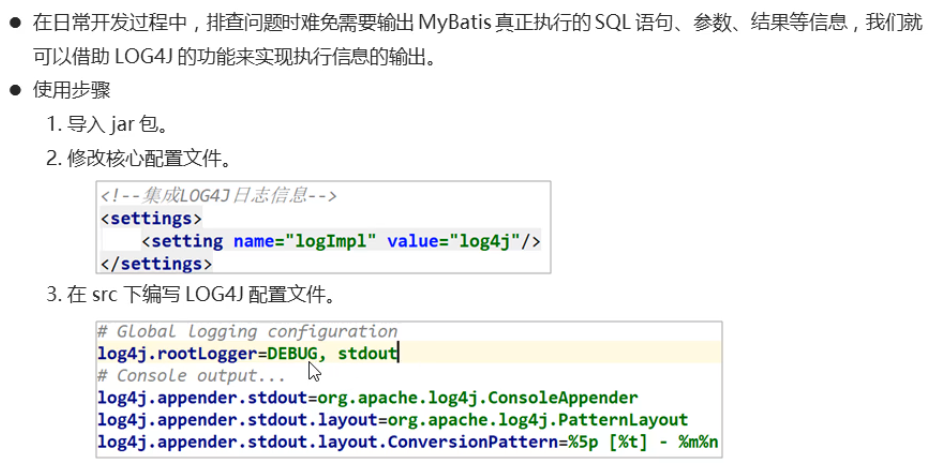 ● 在日常开发过程中，排查问题时难免需要输出 MyBatis 真正执行的 SQL 语句、参数、结果等信息，我们就
可以借助 LOG4J 的功能来实现执行信息的输出。
● 使用步骤
1. 导入 jar 包。
2. 修改核心配置文件。
<!--集成LOG4J日志信息-->
<settings>
<setting name="logImpl" value="log4j"/>
</settings>
3. 在 src 下编写 LOG4J 配置文件。
# Global logging configuration
log4j.rootLogger=DEBUG, stdout
# Console output...
log4j.appender.stdout=org.apache.log4j.ConsoleAppender
log4j.appender.stdout.layout=org.apache.log4j.PatternLayout
log4j.appender.stdout.layout.ConversionPattern=%5p [%t] - %m%n